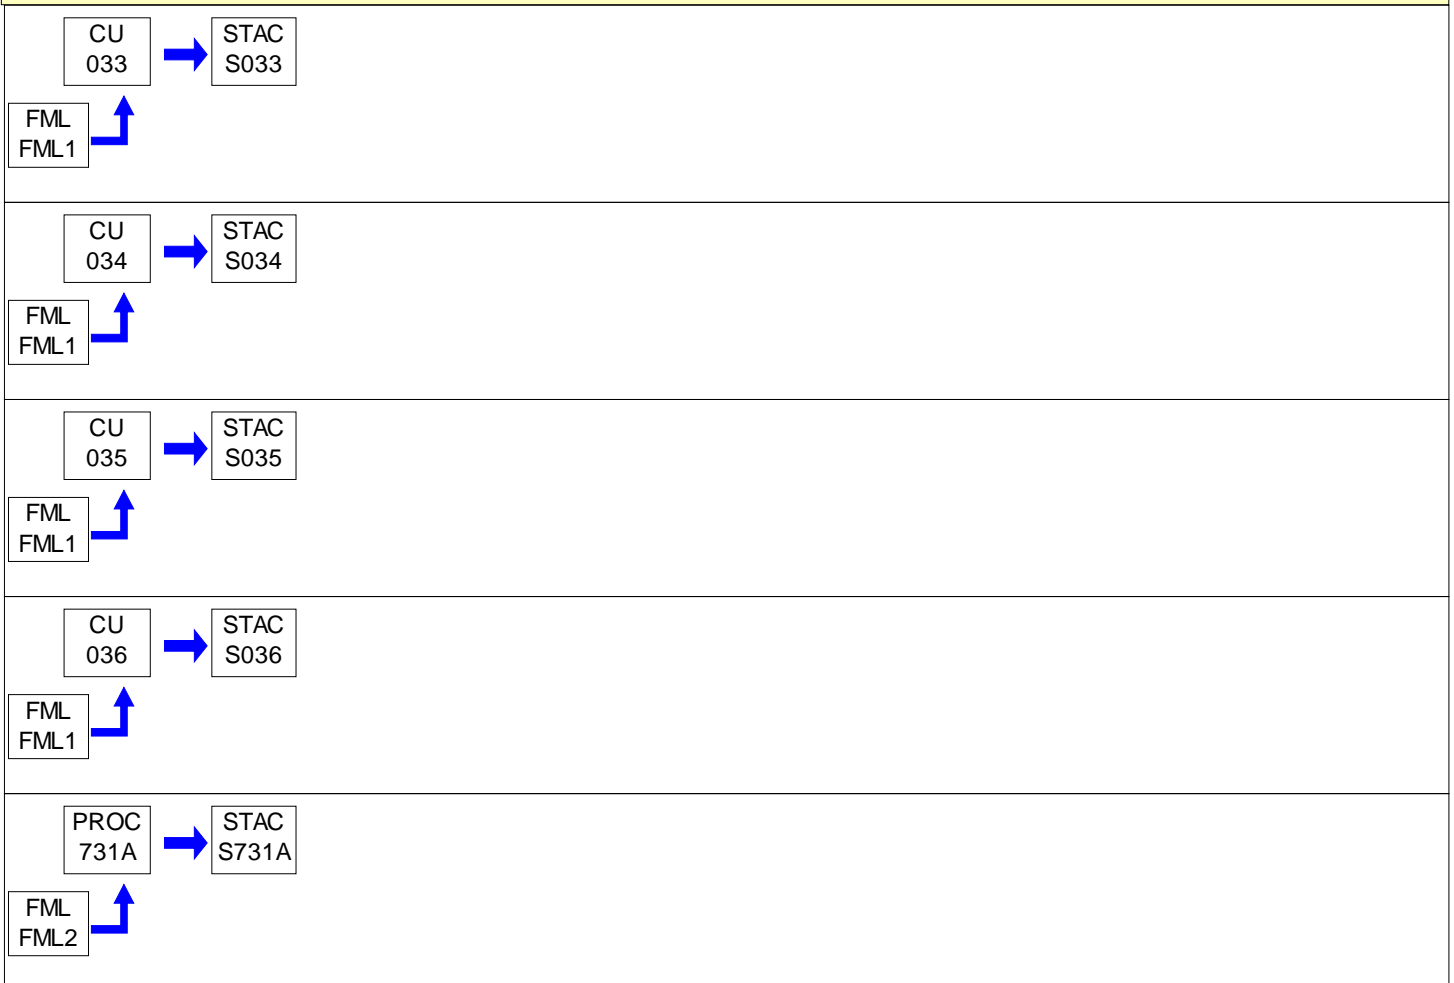 CU
033
STAC
S033
FML
FML1
CU
034
STAC
S034
FML
FML1
CU
035
STAC
S035
FML
FML1
CU
036
STAC
S036
FML
FML1
PROC
731A
STAC
S731A
FML
FML2